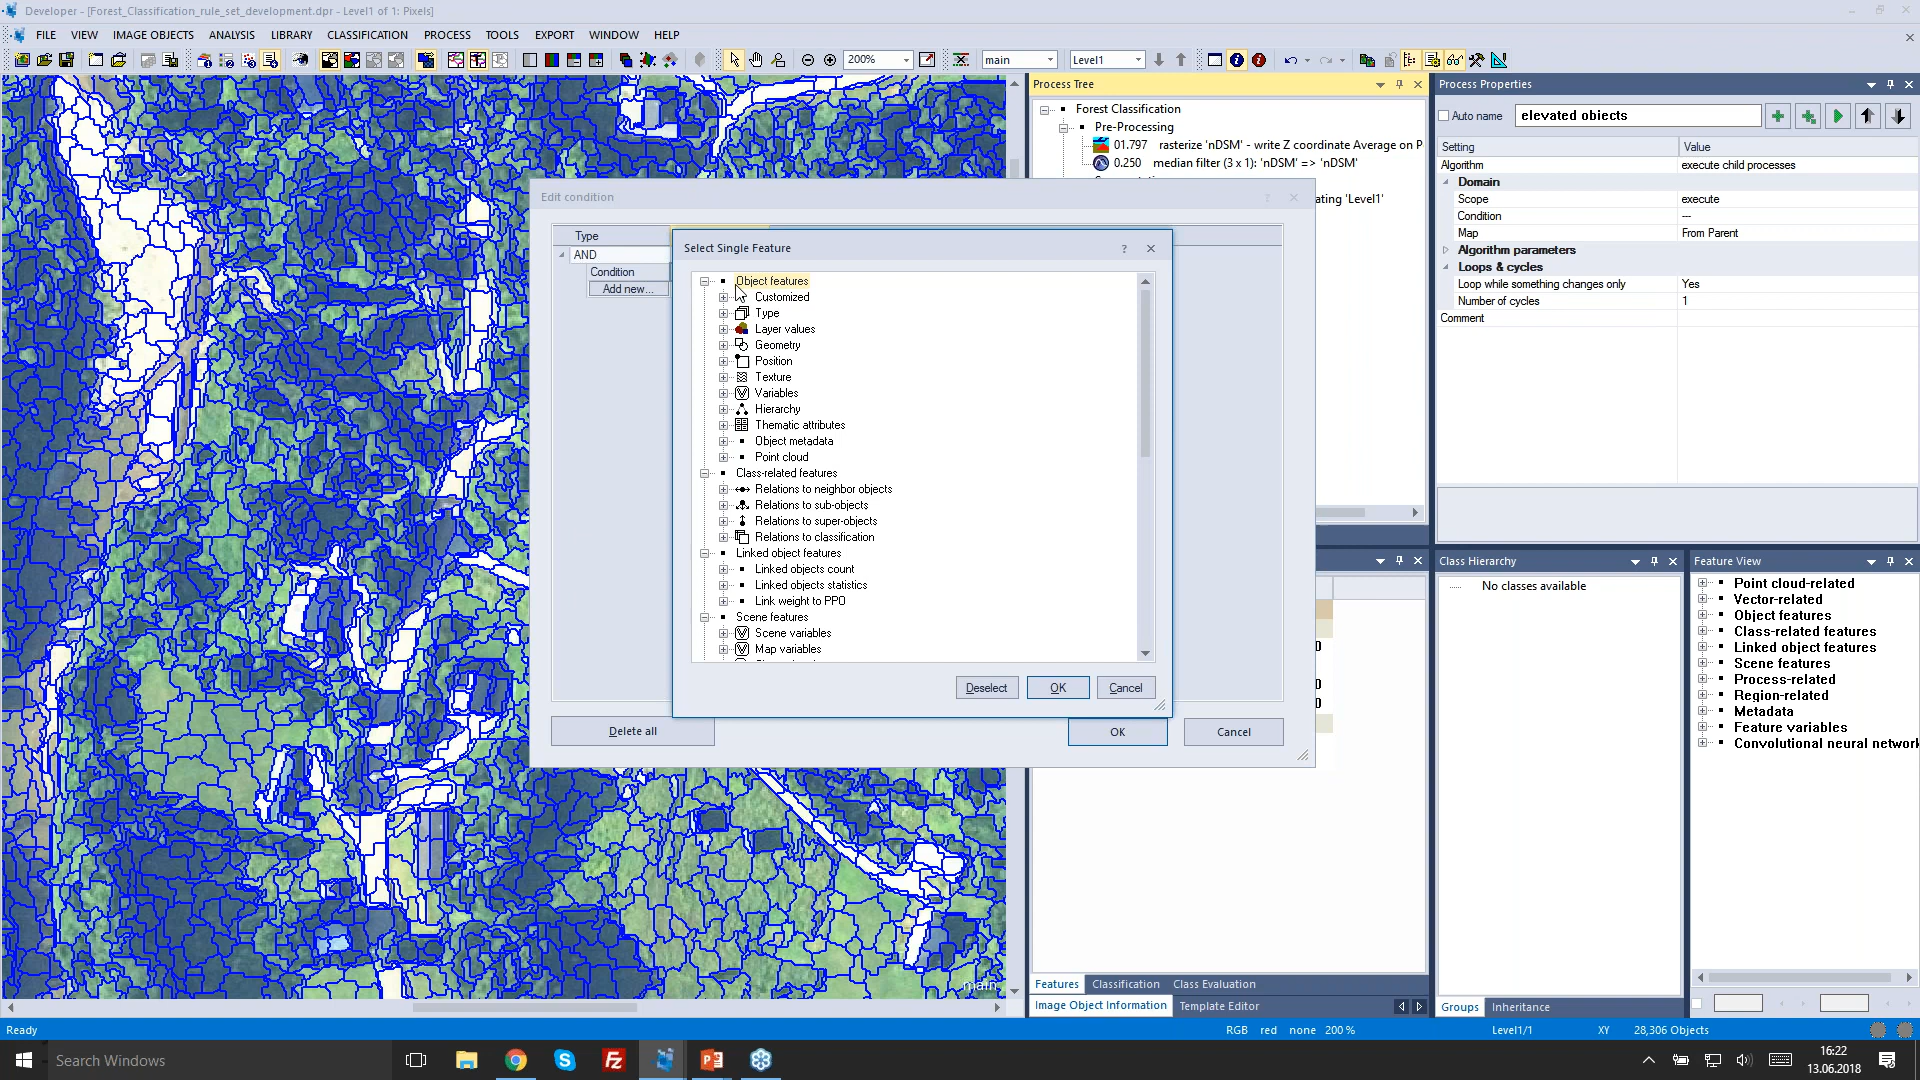 Developer - [Forest_Classification_rule_set_development.dpr - Level1 of 1: Pixels]
FILE VIEW IMAGE OBJECTS ANALYSIS LIBRARY CLASSIFICATION PROCESS TOOLS EXPORT WINDOW HELP
200% main Level1
Process Tree
Forest Classification
Pre-Processing
01.797 rasterize 'nDSM' - write Z coordinate Average on P
0.250 median filter (3 x 1): 'nDSM' => 'nDSM'
ating 'Level1'
Process Properties
Auto name elevated objects
Setting Value
Algorithm execute child processes
Domain
Scope execute
Condition ---
Map From Parent
Algorithm parameters
Loops & cycles
Loop while something changes only Yes
Number of cycles 1
Comment
Edit condition
Type
AND
Condition
Add new...
Delete all
OK
Cancel
Select Single Feature
Object features
Customized
Type
Layer values
Geometry
Position
Texture
Variables
Hierarchy
Thematic attributes
Object metadata
Point cloud
Class-related features
Relations to neighbor objects
Relations to sub-objects
Relations to super-objects
Relations to classification
Linked object features
Linked objects count
Linked objects statistics
Link weight to PPO
Scene features
Scene variables
Map variables
Deselect OK Cancel
Class Hierarchy
No classes available
Groups Inheritance
Feature View
Point cloud-related
Vector-related
Object features
Class-related features
Linked object features
Scene features
Process-related
Region-related
Metadata
Feature variables
Convolutional neural network
main
Features Classification Class Evaluation
Image Object Information Template Editor
Ready RGB red none 200 % Level1/1 XY 28,306 Objects
Search Windows
16:22
13.06.2018